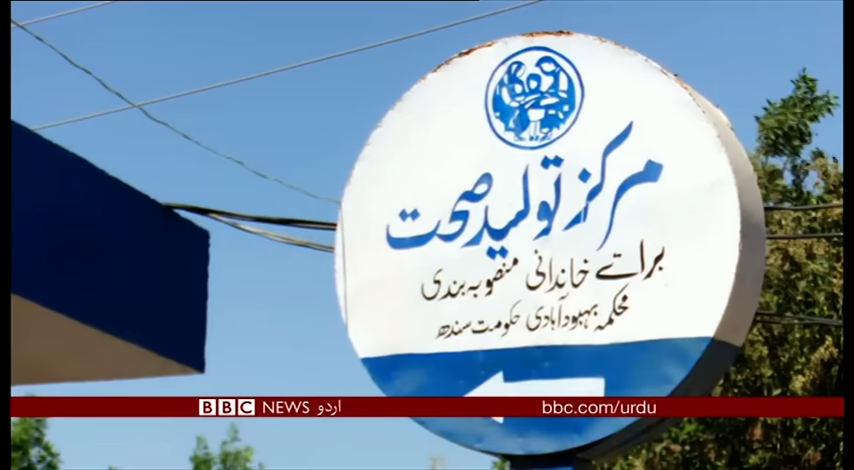 مرکز تولید صحت
برائے خاندانی منصوبہ بندی
محکمہ بہبود آبادی حکومت سندھ
BBC NEWS اردو
bbc.com/urdu